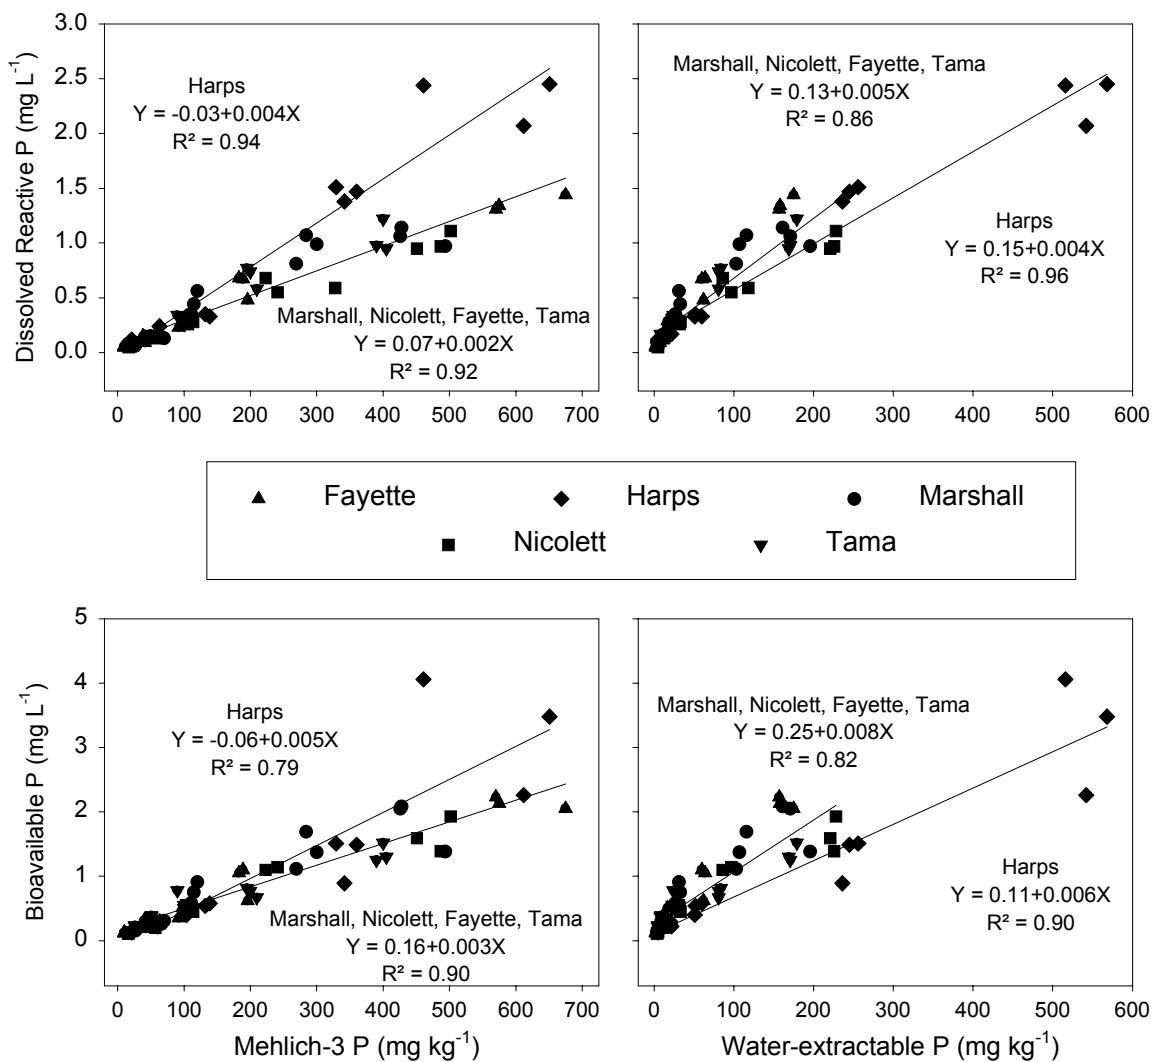 Dissolved Reactive P (mg L⁻¹)
3.0
2.5
2.0
1.5
1.0
0.5
0.0
Harps
Y = -0.03+0.004X
R² = 0.94
Marshall, Nicolett, Fayette, Tama
Y = 0.07+0.002X
R² = 0.92
0 100 200 300 400 500 600 700
Marshall, Nicolett, Fayette, Tama
Y = 0.13+0.005X
R² = 0.86
Harps
Y = 0.15+0.004X
R² = 0.96
0 100 200 300 400 500 600
Fayette Harps Marshall
Nicolett Tama
Bioavailable P (mg L⁻¹)
5
4
3
2
1
0
Harps
Y = -0.06+0.005X
R² = 0.79
Marshall, Nicolett, Fayette, Tama
Y = 0.16+0.003X
R² = 0.90
0 100 200 300 400 500 600 700
Mehlich-3 P (mg kg⁻¹)
Marshall, Nicolett, Fayette, Tama
Y = 0.25+0.008X
R² = 0.82
Harps
Y = 0.11+0.006X
R² = 0.90
0 100 200 300 400 500 600
Water-extractable P (mg kg⁻¹)